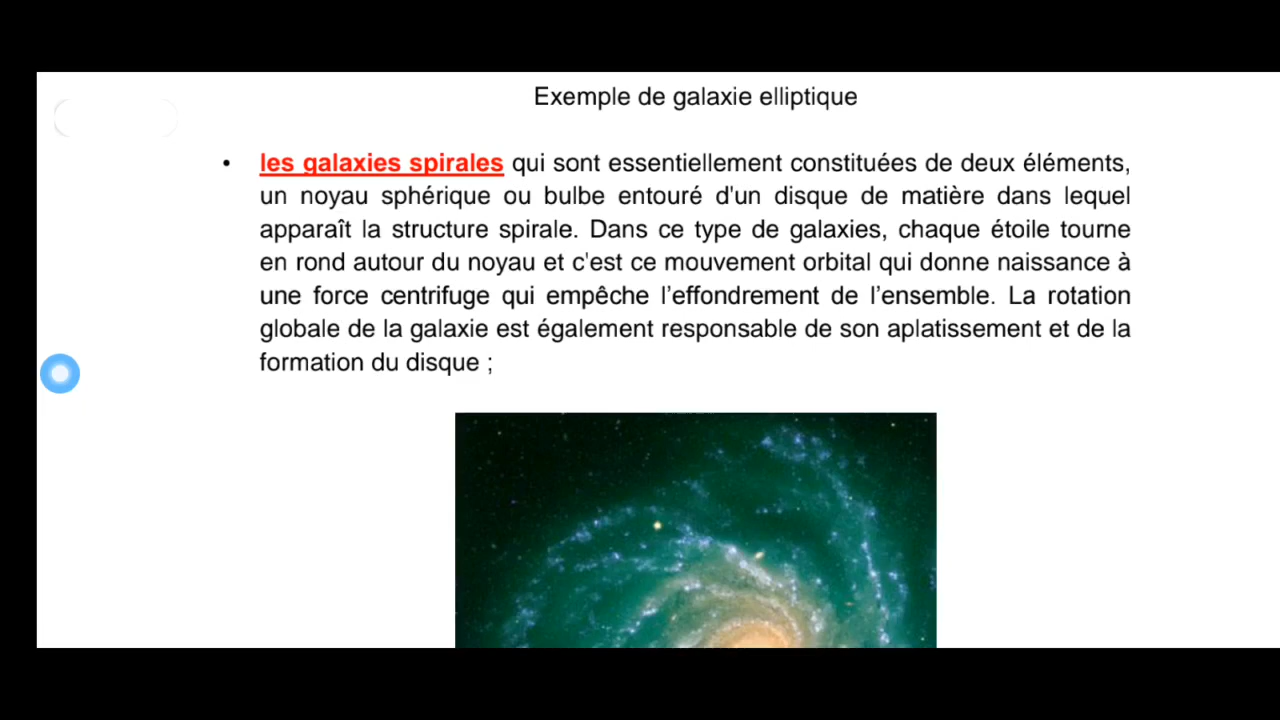 Exemple de galaxie elliptique
• les galaxies spirales qui sont essentiellement constituées de deux éléments,
un noyau sphérique ou bulbe entouré d'un disque de matière dans lequel
apparaît la structure spirale. Dans ce type de galaxies, chaque étoile tourne
en rond autour du noyau et c'est ce mouvement orbital qui donne naissance à
une force centrifuge qui empêche l’effondrement de l’ensemble. La rotation
globale de la galaxie est également responsable de son aplatissement et de la
formation du disque ;